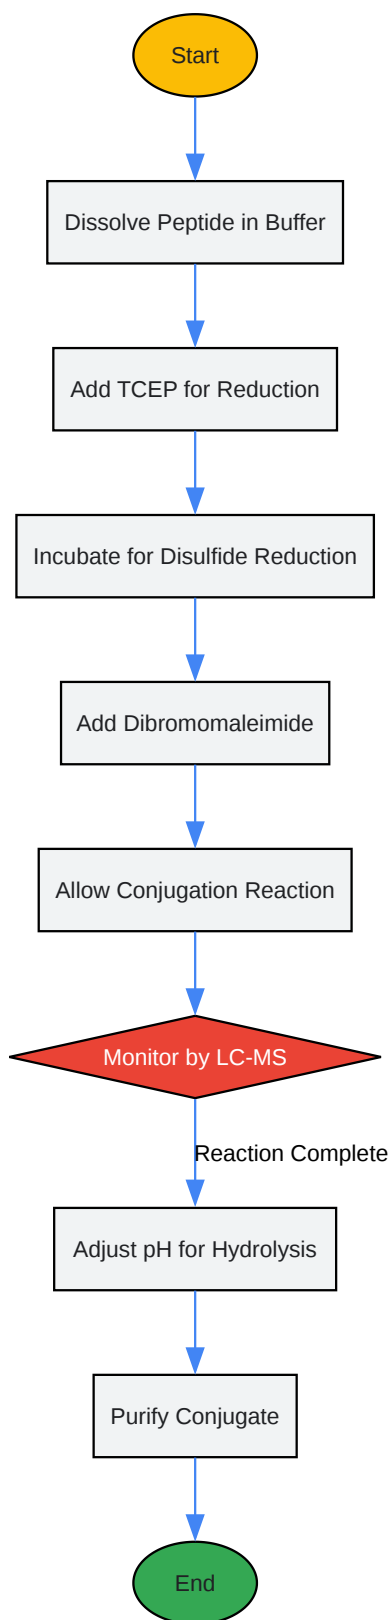 Start
Dissolve Peptide in Buffer
Add TCEP for Reduction
Incubate for Disulfide Reduction
Add Dibromomaleimide
Allow Conjugation Reaction
Monitor by LC-MS
Reaction Complete
Adjust pH for Hydrolysis
Purify Conjugate
End